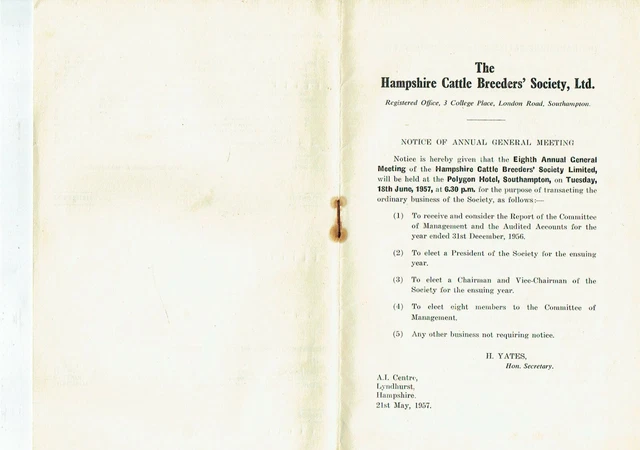 The
Hampshire Cattle Breeders' Society, Ltd.
Registered Office, 3 College Place, London Road, Southampton.
NOTICE OF ANNUAL GENERAL MEETING
Notice is hereby given that the Eighth Annual General
Meeting of the Hampshire Cattle Breeders' Society Limited,
will be held at the Polygon Hotel, Southampton, on Tuesday,
18th June, 1957, at 6.30 p.m. for the purpose of transacting the
ordinary business of the Society, as follows:—
(1) To receive and consider the Report of the Committee
of Management and the Audited Accounts for the
year ended 31st December, 1956.
(2) To elect a President of the Society for the ensuing
year.
(3) To elect a Chairman and Vice-Chairman of the
Society for the ensuing year.
(4) To elect eight members to the Committee of
Management.
(5) Any other business not requiring notice.
H. YATES,
Hon. Secretary.
A.I. Centre,
Lyndhurst,
Hampshire.
21st May, 1957.